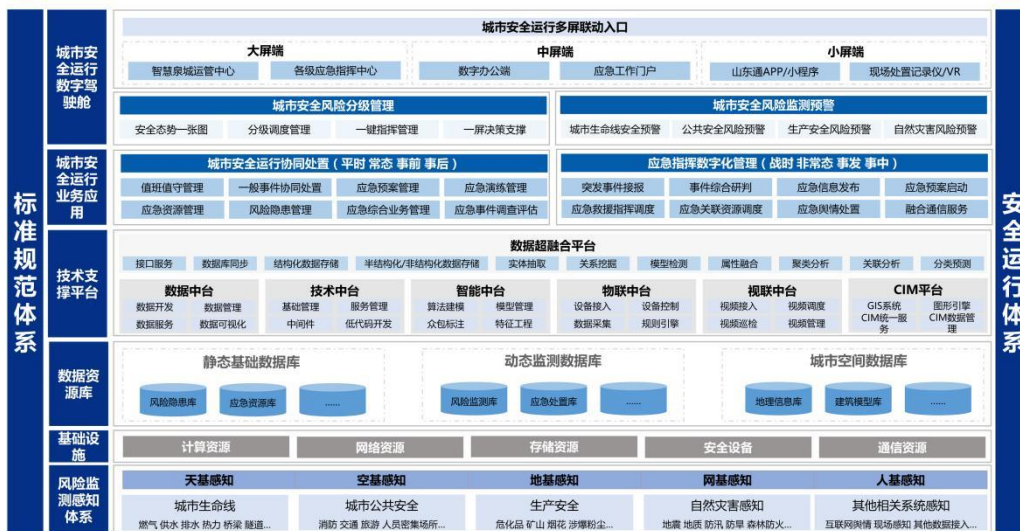 标准规范体系
安全运行体系
城市安全运行数字驾驶舱
城市安全运行多屏联动入口
大屏端 中屏端 小屏端
智慧泉城运管中心 各级应急指挥中心 数字办公端 应急工作门户 山东通APP/小程序 现场处置记录仪/VR
城市安全风险分级管理 城市安全风险监测预警
安全态势一张图 分级调度管理 一键指挥管理 一屏决策支撑 城市生命线安全预警 公共安全风险预警 生产安全风险预警 自然灾害风险预警
城市安全运行业务应用
城市安全运行协同处置（平时 常态 事前 事后） 应急指挥数字化管理（战时 非常态 事发 事中）
值班值守管理 一般事件协同处置 应急预案管理 应急演练管理 突发事件接报 事件综合研判 应急信息发布 应急预案启动
应急资源管理 风险隐患管理 应急综合业务管理 应急事件调查评估 应急救援指挥调度 应急关联资源调度 应急舆情处置 融合通信服务
技术支撑平台
数据超融合平台
接口服务 数据库同步 结构化数据存储 半结构化/非结构化数据存储 实体抽取 关系挖掘 模型检测 属性融合 聚类分析 关联分析 分类预测
数据中台 技术中台 智能中台 物联中台 视联中台 CIM平台
数据开发 数据管理 基础管理 服务管理 算法建模 模型管理 设备接入 设备控制 视频接入 视频调度 GIS系统 图形引擎
数据服务 数据可视化 中间件 低代码开发 众包标注 特征工程 数据采集 规则引擎 视频巡检 视频管理 CIM统一服务 CIM数据管理
数据资源库
静态基础数据库 动态监测数据库 城市空间数据库
风险隐患库 应急资源库 …… 风险监测库 应急处置库 …… 地理信息库 建筑模型库 ……
基础设施
计算资源 网络资源 存储资源 安全设备 通信资源
风险监测感知体系
天基感知 空基感知 地基感知 网基感知 人基感知
城市生命线 城市公共安全 生产安全 自然灾害感知 其他相关系统感知
燃气 供水 排水 热力 桥梁 隧道... 消防 交通 旅游 人员密集场所... 危化品 矿山 烟花 涉爆粉尘... 地震 地质 防汛 防旱 森林防火... 互联网舆情 现场感知 其他数据接入...